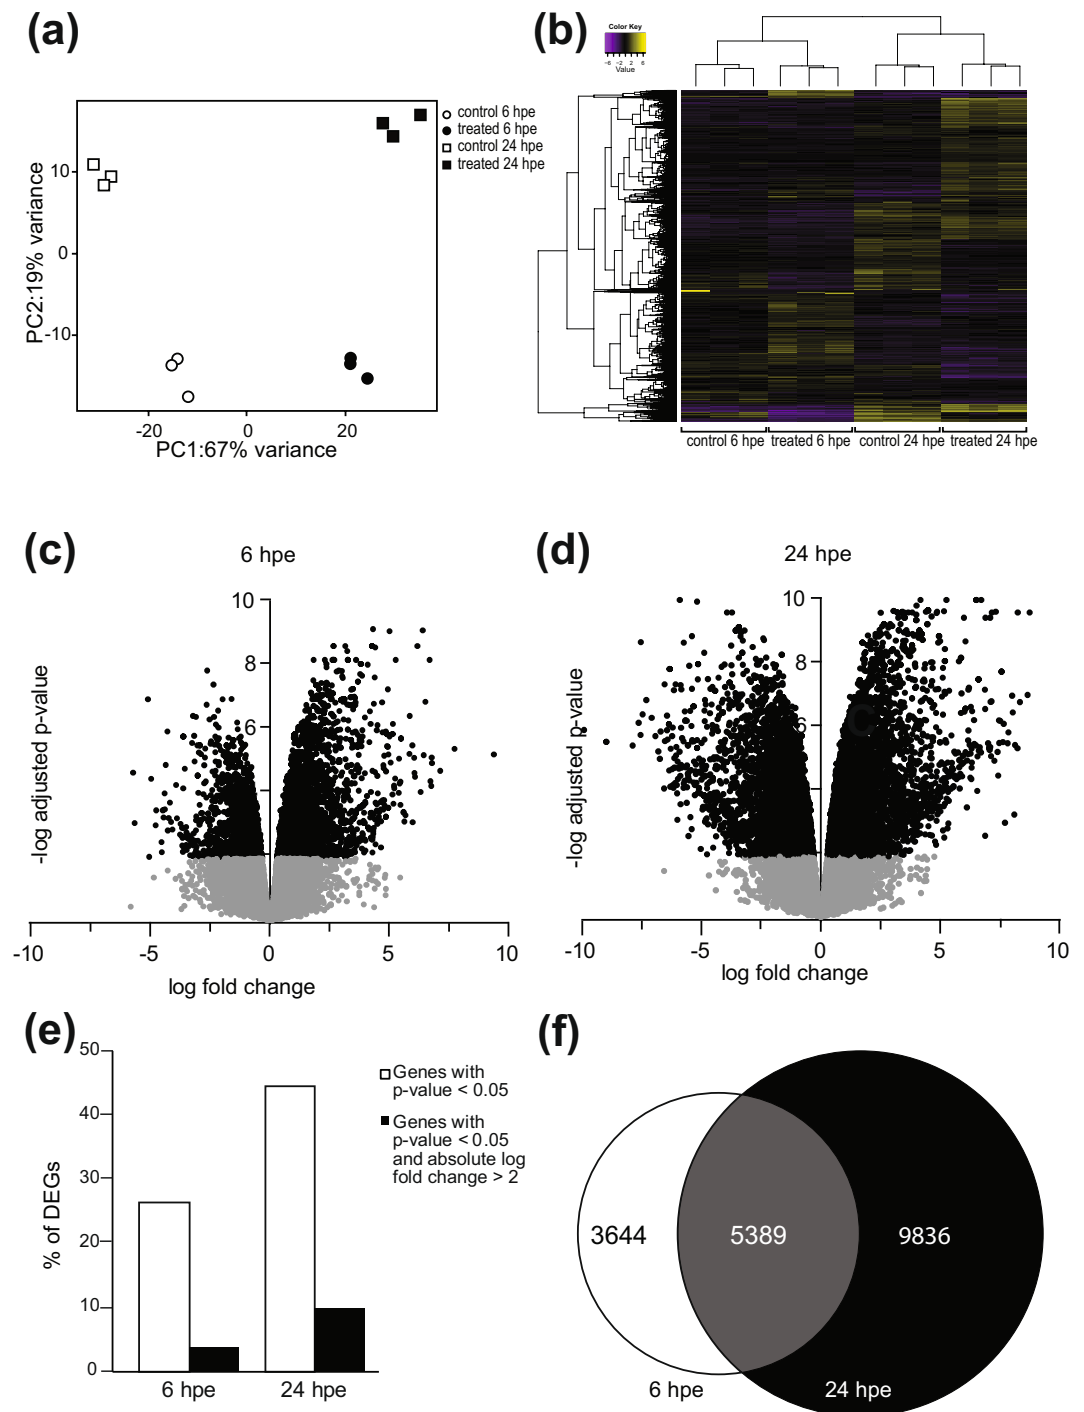 (a)
control 6 hpe
treated 6 hpe
control 24 hpe
treated 24 hpe
10
0
-10
PC2:19% variance
-20
0
20
PC1:67% variance
(b)
Color Key
-6 -2 2 6
Value
control 6 hpe
treated 6 hpe
control 24 hpe
treated 24 hpe
(c)
6 hpe
10
8
6
-log adjusted p-value
-10
-5
0
5
10
log fold change
(d)
24 hpe
10
8
6
C
-log adjusted p-value
-10
-5
0
5
10
log fold change
(e)
50
40
30
20
10
0
% of DEGs
6 hpe
24 hpe
Genes with
p-value < 0.05
Genes with
p-value < 0.05
and absolute log
fold change > 2
(f)
3644
5389
9836
6 hpe
24 hpe